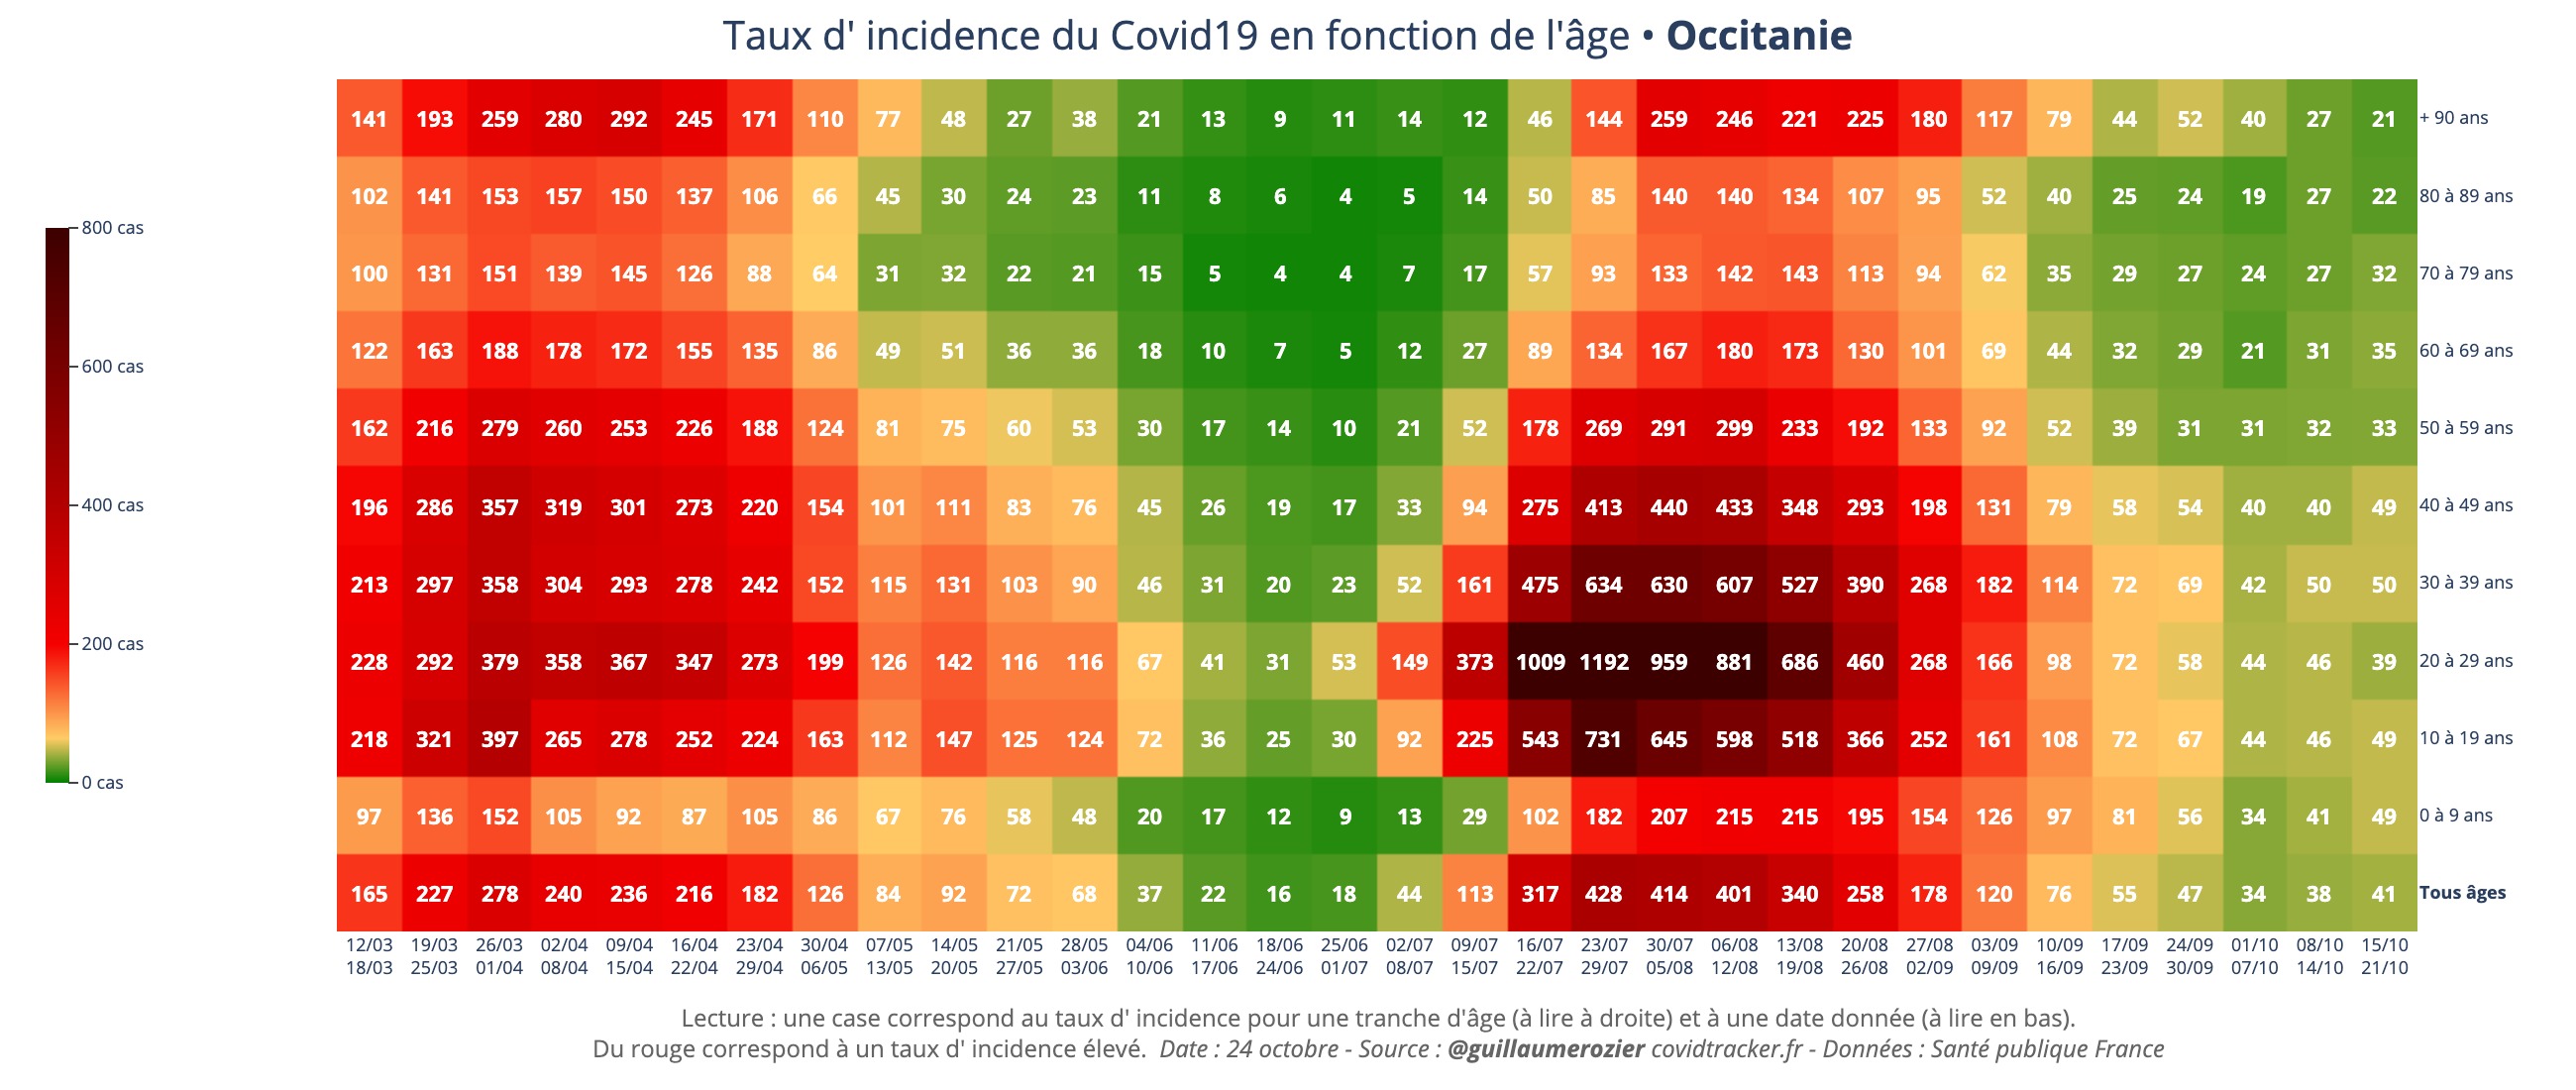 Taux d' incidence du Covid19 en fonction de l'âge • Occitanie
800 cas
600 cas
400 cas
200 cas
0 cas
141 193 259 280 292 245 171 110 77 48 27 38 21 13 9 11 14 12 46 144 259 246 221 225 180 117 79 44 52 40 27 21 + 90 ans
102 141 153 157 150 137 106 66 45 30 24 23 11 8 6 4 5 14 50 85 140 140 134 107 95 52 40 25 24 19 27 22 80 à 89 ans
100 131 151 139 145 126 88 64 31 32 22 21 15 5 4 4 7 17 57 93 133 142 143 113 94 62 35 29 27 24 27 32 70 à 79 ans
122 163 188 178 172 155 135 86 49 51 36 36 18 10 7 5 12 27 89 134 167 180 173 130 101 69 44 32 29 21 31 35 60 à 69 ans
162 216 279 260 253 226 188 124 81 75 60 53 30 17 14 10 21 52 178 269 291 299 233 192 133 92 52 39 31 31 32 33 50 à 59 ans
196 286 357 319 301 273 220 154 101 111 83 76 45 26 19 17 33 94 275 413 440 433 348 293 198 131 79 58 54 40 40 49 40 à 49 ans
213 297 358 304 293 278 242 152 115 131 103 90 46 31 20 23 52 161 475 634 630 607 527 390 268 182 114 72 69 42 50 50 30 à 39 ans
228 292 379 358 367 347 273 199 126 142 116 116 67 41 31 53 149 373 1009 1192 959 881 686 460 268 166 98 72 58 44 46 39 20 à 29 ans
218 321 397 265 278 252 224 163 112 147 125 124 72 36 25 30 92 225 543 731 645 598 518 366 252 161 108 72 67 44 46 49 10 à 19 ans
97 136 152 105 92 87 105 86 67 76 58 48 20 17 12 9 13 29 102 182 207 215 215 195 154 126 97 81 56 34 41 49 0 à 9 ans
165 227 278 240 236 216 182 126 84 92 72 68 37 22 16 18 44 113 317 428 414 401 340 258 178 120 76 55 47 34 38 41 Tous âges
12/03 19/03 26/03 02/04 09/04 16/04 23/04 30/04 07/05 14/05 21/05 28/05 04/06 11/06 18/06 25/06 02/07 09/07 16/07 23/07 30/07 06/08 13/08 20/08 27/08 03/09 10/09 17/09 24/09 01/10 08/10 15/10
18/03 25/03 01/04 08/04 15/04 22/04 29/04 06/05 13/05 20/05 27/05 03/06 10/06 17/06 24/06 01/07 08/07 15/07 22/07 29/07 05/08 12/08 19/08 26/08 02/09 09/09 16/09 23/09 30/09 07/10 14/10 21/10
Lecture : une case correspond au taux d' incidence pour une tranche d'âge (à lire à droite) et à une date donnée (à lire en bas).
Du rouge correspond à un taux d' incidence élevé. Date : 24 octobre - Source : @guillaumerozier covidtracker.fr - Données : Santé publique France